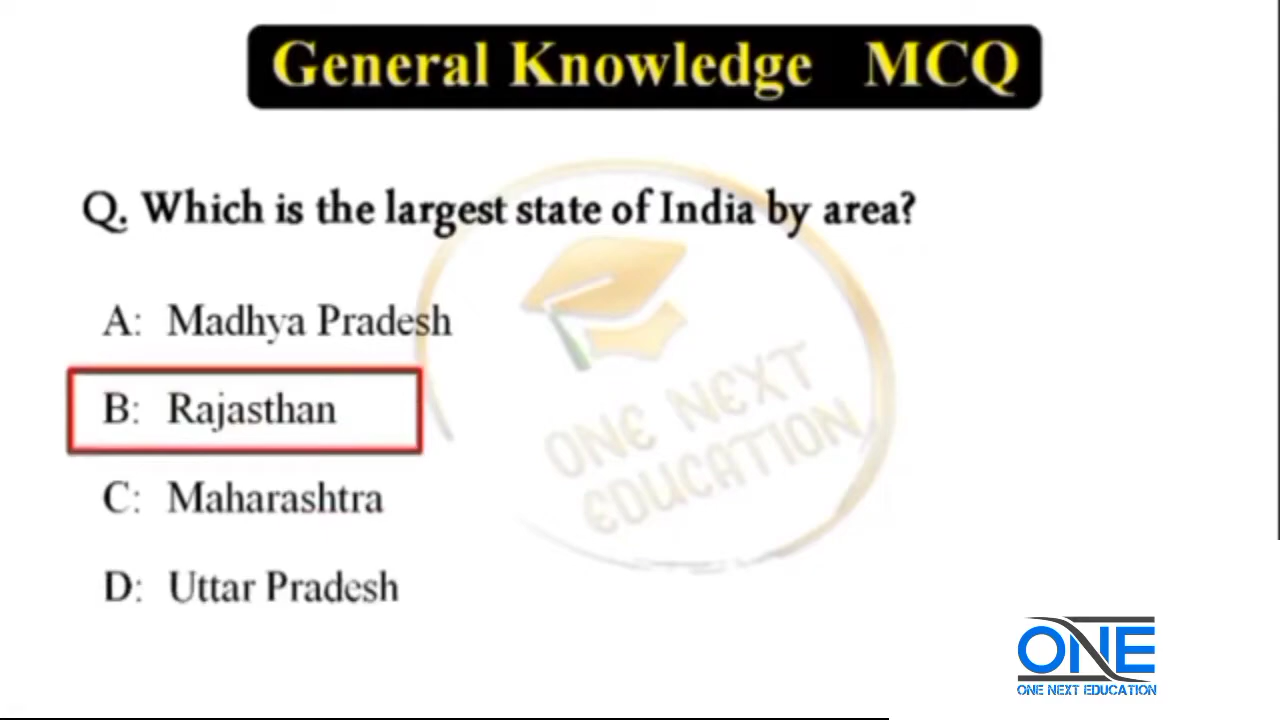 General Knowledge MCQ
Q. Which is the largest state of India by area?
A: Madhya Pradesh
B: Rajasthan
C: Maharashtra
D: Uttar Pradesh
ONE NEXT
EDUCATION
ONE
ONE NEXT EDUCATION